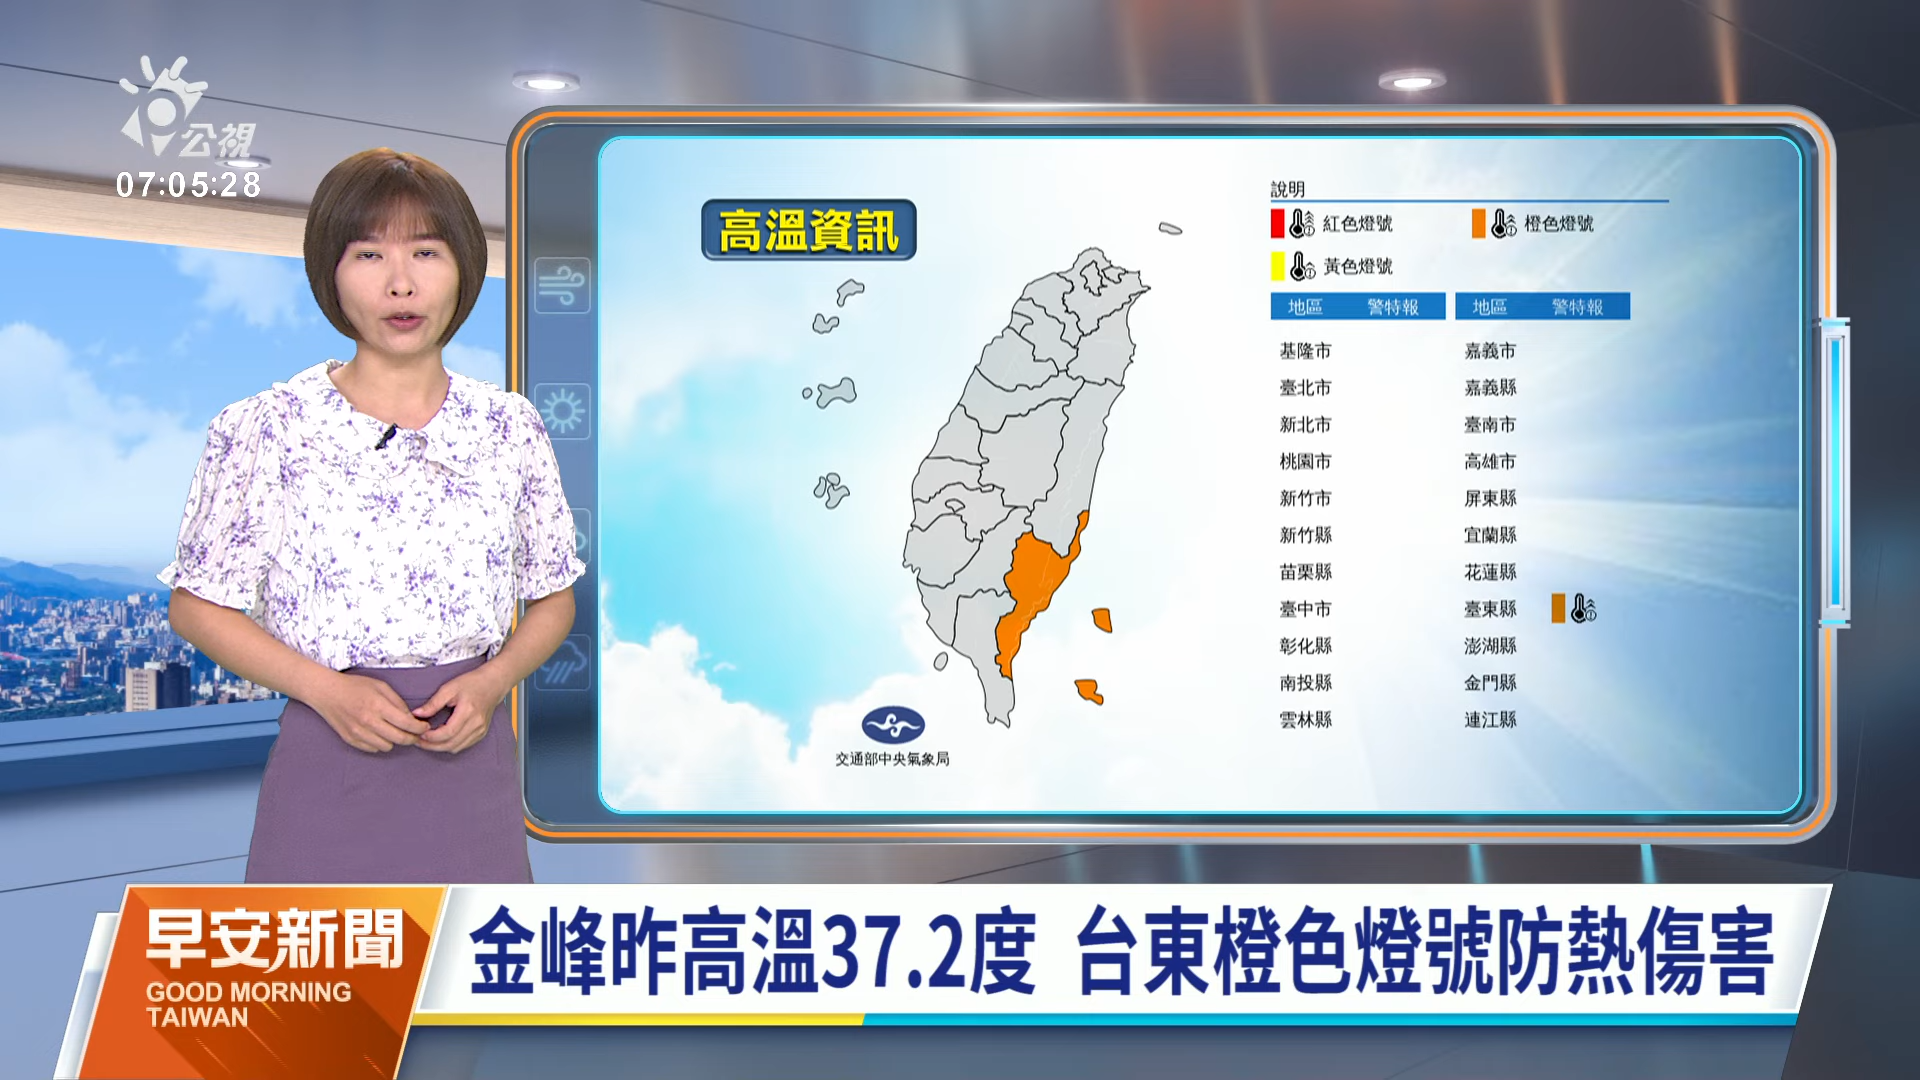 公視
07:05:28
高溫資訊
說明
紅色燈號
橙色燈號
黃色燈號
地區 警特報 地區 警特報
基隆市 嘉義市
臺北市 嘉義縣
新北市 臺南市
桃園市 高雄市
新竹市 屏東縣
新竹縣 宜蘭縣
苗栗縣 花蓮縣
臺中市 臺東縣
彰化縣 澎湖縣
南投縣 金門縣
雲林縣 連江縣
交通部中央氣象局
早安新聞
GOOD MORNING
TAIWAN
金峰昨高溫37.2度 台東橙色燈號防熱傷害